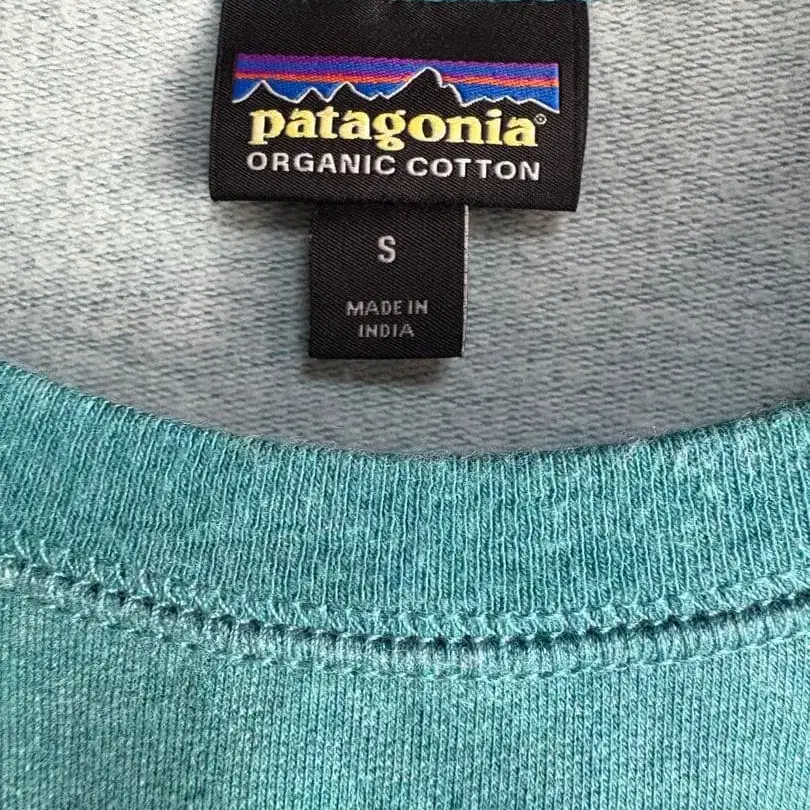 patagonia®
ORGANIC COTTON
S
MADE IN
INDIA